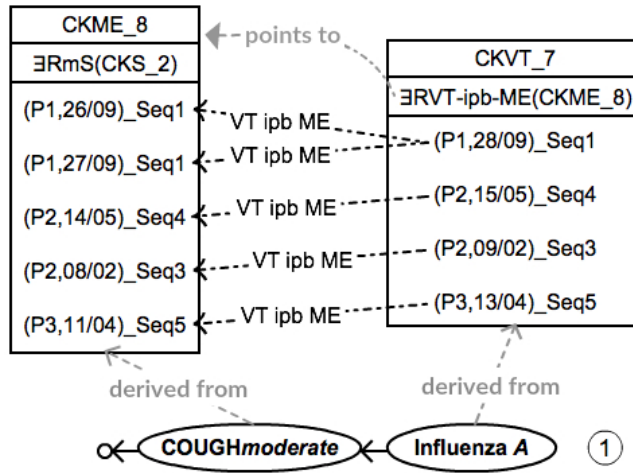 CKME_8
∃RmS(CKS_2)
(P1,26/09)_Seq1
(P1,27/09)_Seq1
(P2,14/05)_Seq4
(P2,08/02)_Seq3
(P3,11/04)_Seq5
points to
VT ipb ME
VT ipb ME
VT ipb ME
VT ipb ME
VT ipb ME
CKVT_7
∃RVT-ipb-ME(CKME_8)
(P1,28/09)_Seq1
(P2,15/05)_Seq4
(P2,09/02)_Seq3
(P3,13/04)_Seq5
derived from
derived from
COUGHmoderate
Influenza A
1